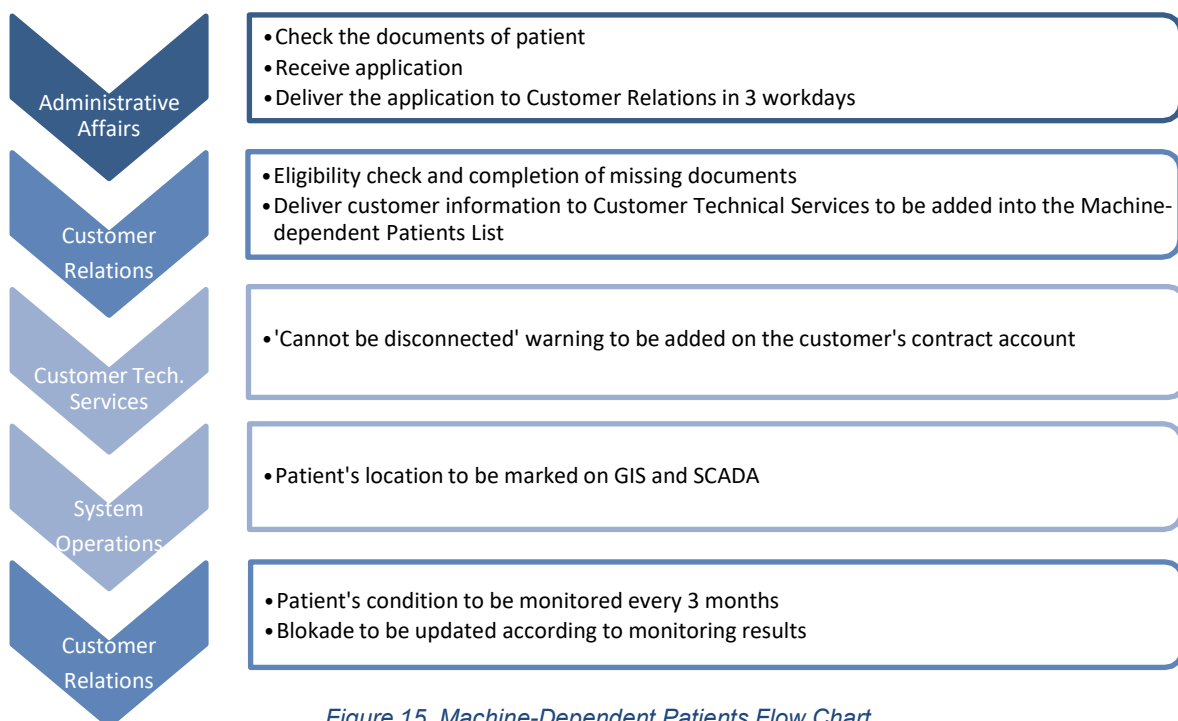 Administrative
Affairs
•Check the documents of patient
•Receive application
•Deliver the application to Customer Relations in 3 workdays
Customer
Relations
•Eligibility check and completion of missing documents
•Deliver customer information to Customer Technical Services to be added into the Machine-
dependent Patients List
Customer Tech.
Services
•'Cannot be disconnected' warning to be added on the customer's contract account
System
Operations
•Patient's location to be marked on GIS and SCADA
Customer
Relations
•Patient's condition to be monitored every 3 months
•Blokade to be updated according to monitoring results
Figure 15. Machine-Dependent Patients Flow Chart